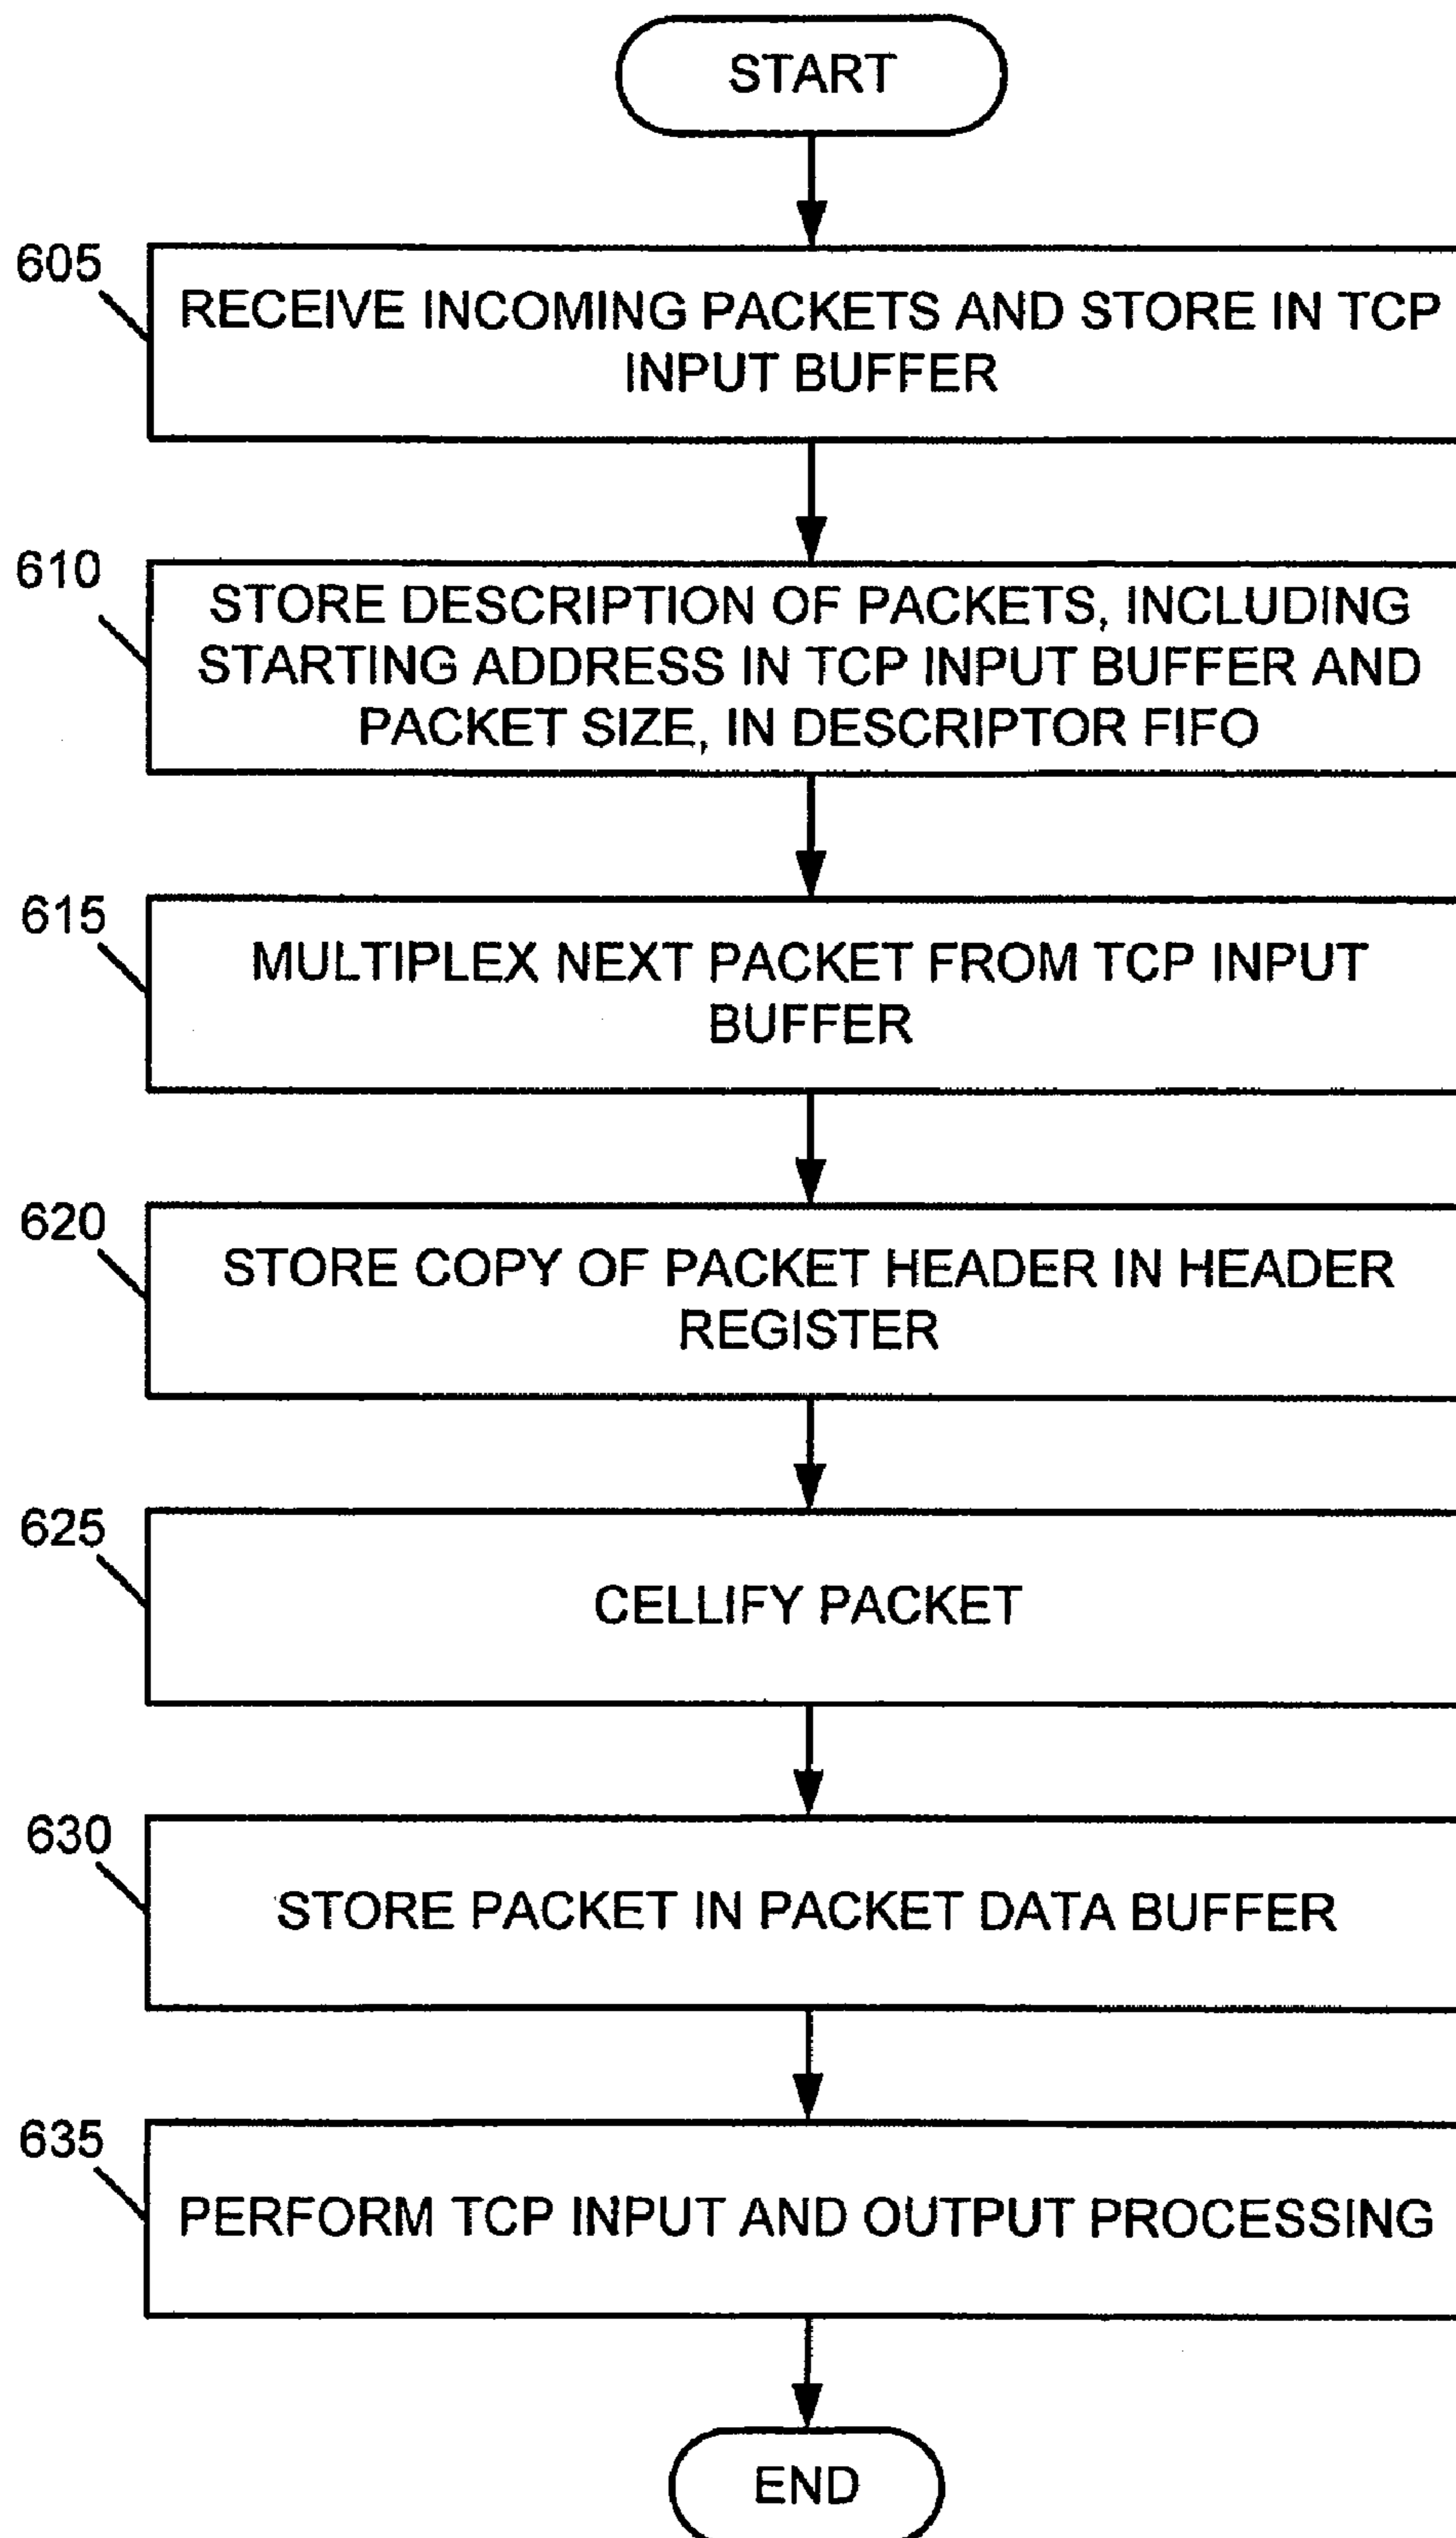 START
605
RECEIVE INCOMING PACKETS AND STORE IN TCP
INPUT BUFFER
610
STORE DESCRIPTION OF PACKETS, INCLUDING
STARTING ADDRESS IN TCP INPUT BUFFER AND
PACKET SIZE, IN DESCRIPTOR FIFO
615
MULTIPLEX NEXT PACKET FROM TCP INPUT
BUFFER
620
STORE COPY OF PACKET HEADER IN HEADER
REGISTER
625
CELLIFY PACKET
630
STORE PACKET IN PACKET DATA BUFFER
635
PERFORM TCP INPUT AND OUTPUT PROCESSING
END